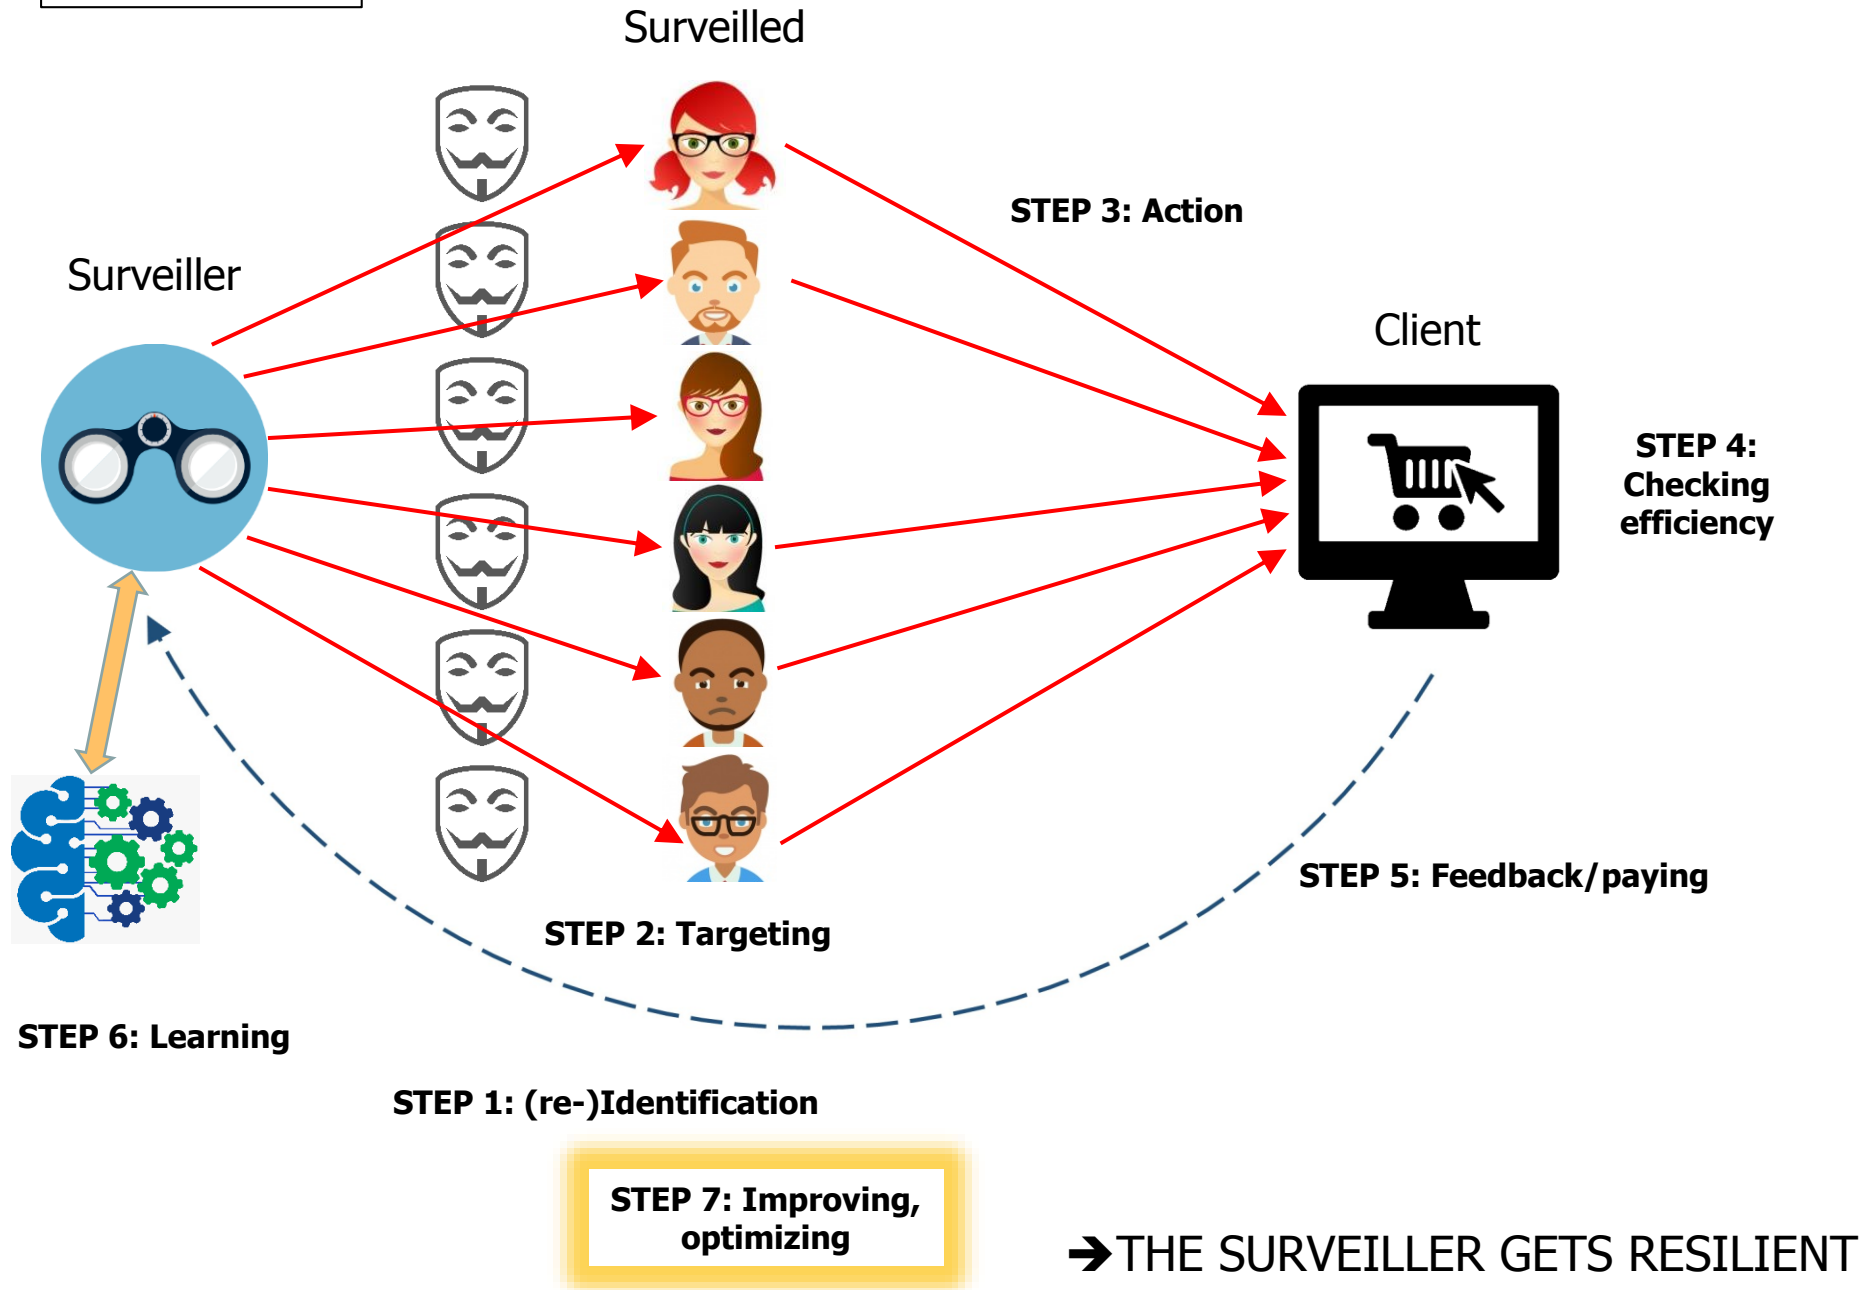 Surveilled
STEP 3: Action
Surveiller
Client
STEP 4:
Checking
efficiency
STEP 5: Feedback/paying
STEP 2: Targeting
STEP 6: Learning
STEP 1: (re-)Identification
STEP 7: Improving,
optimizing
➔THE SURVEILLER GETS RESILIENT